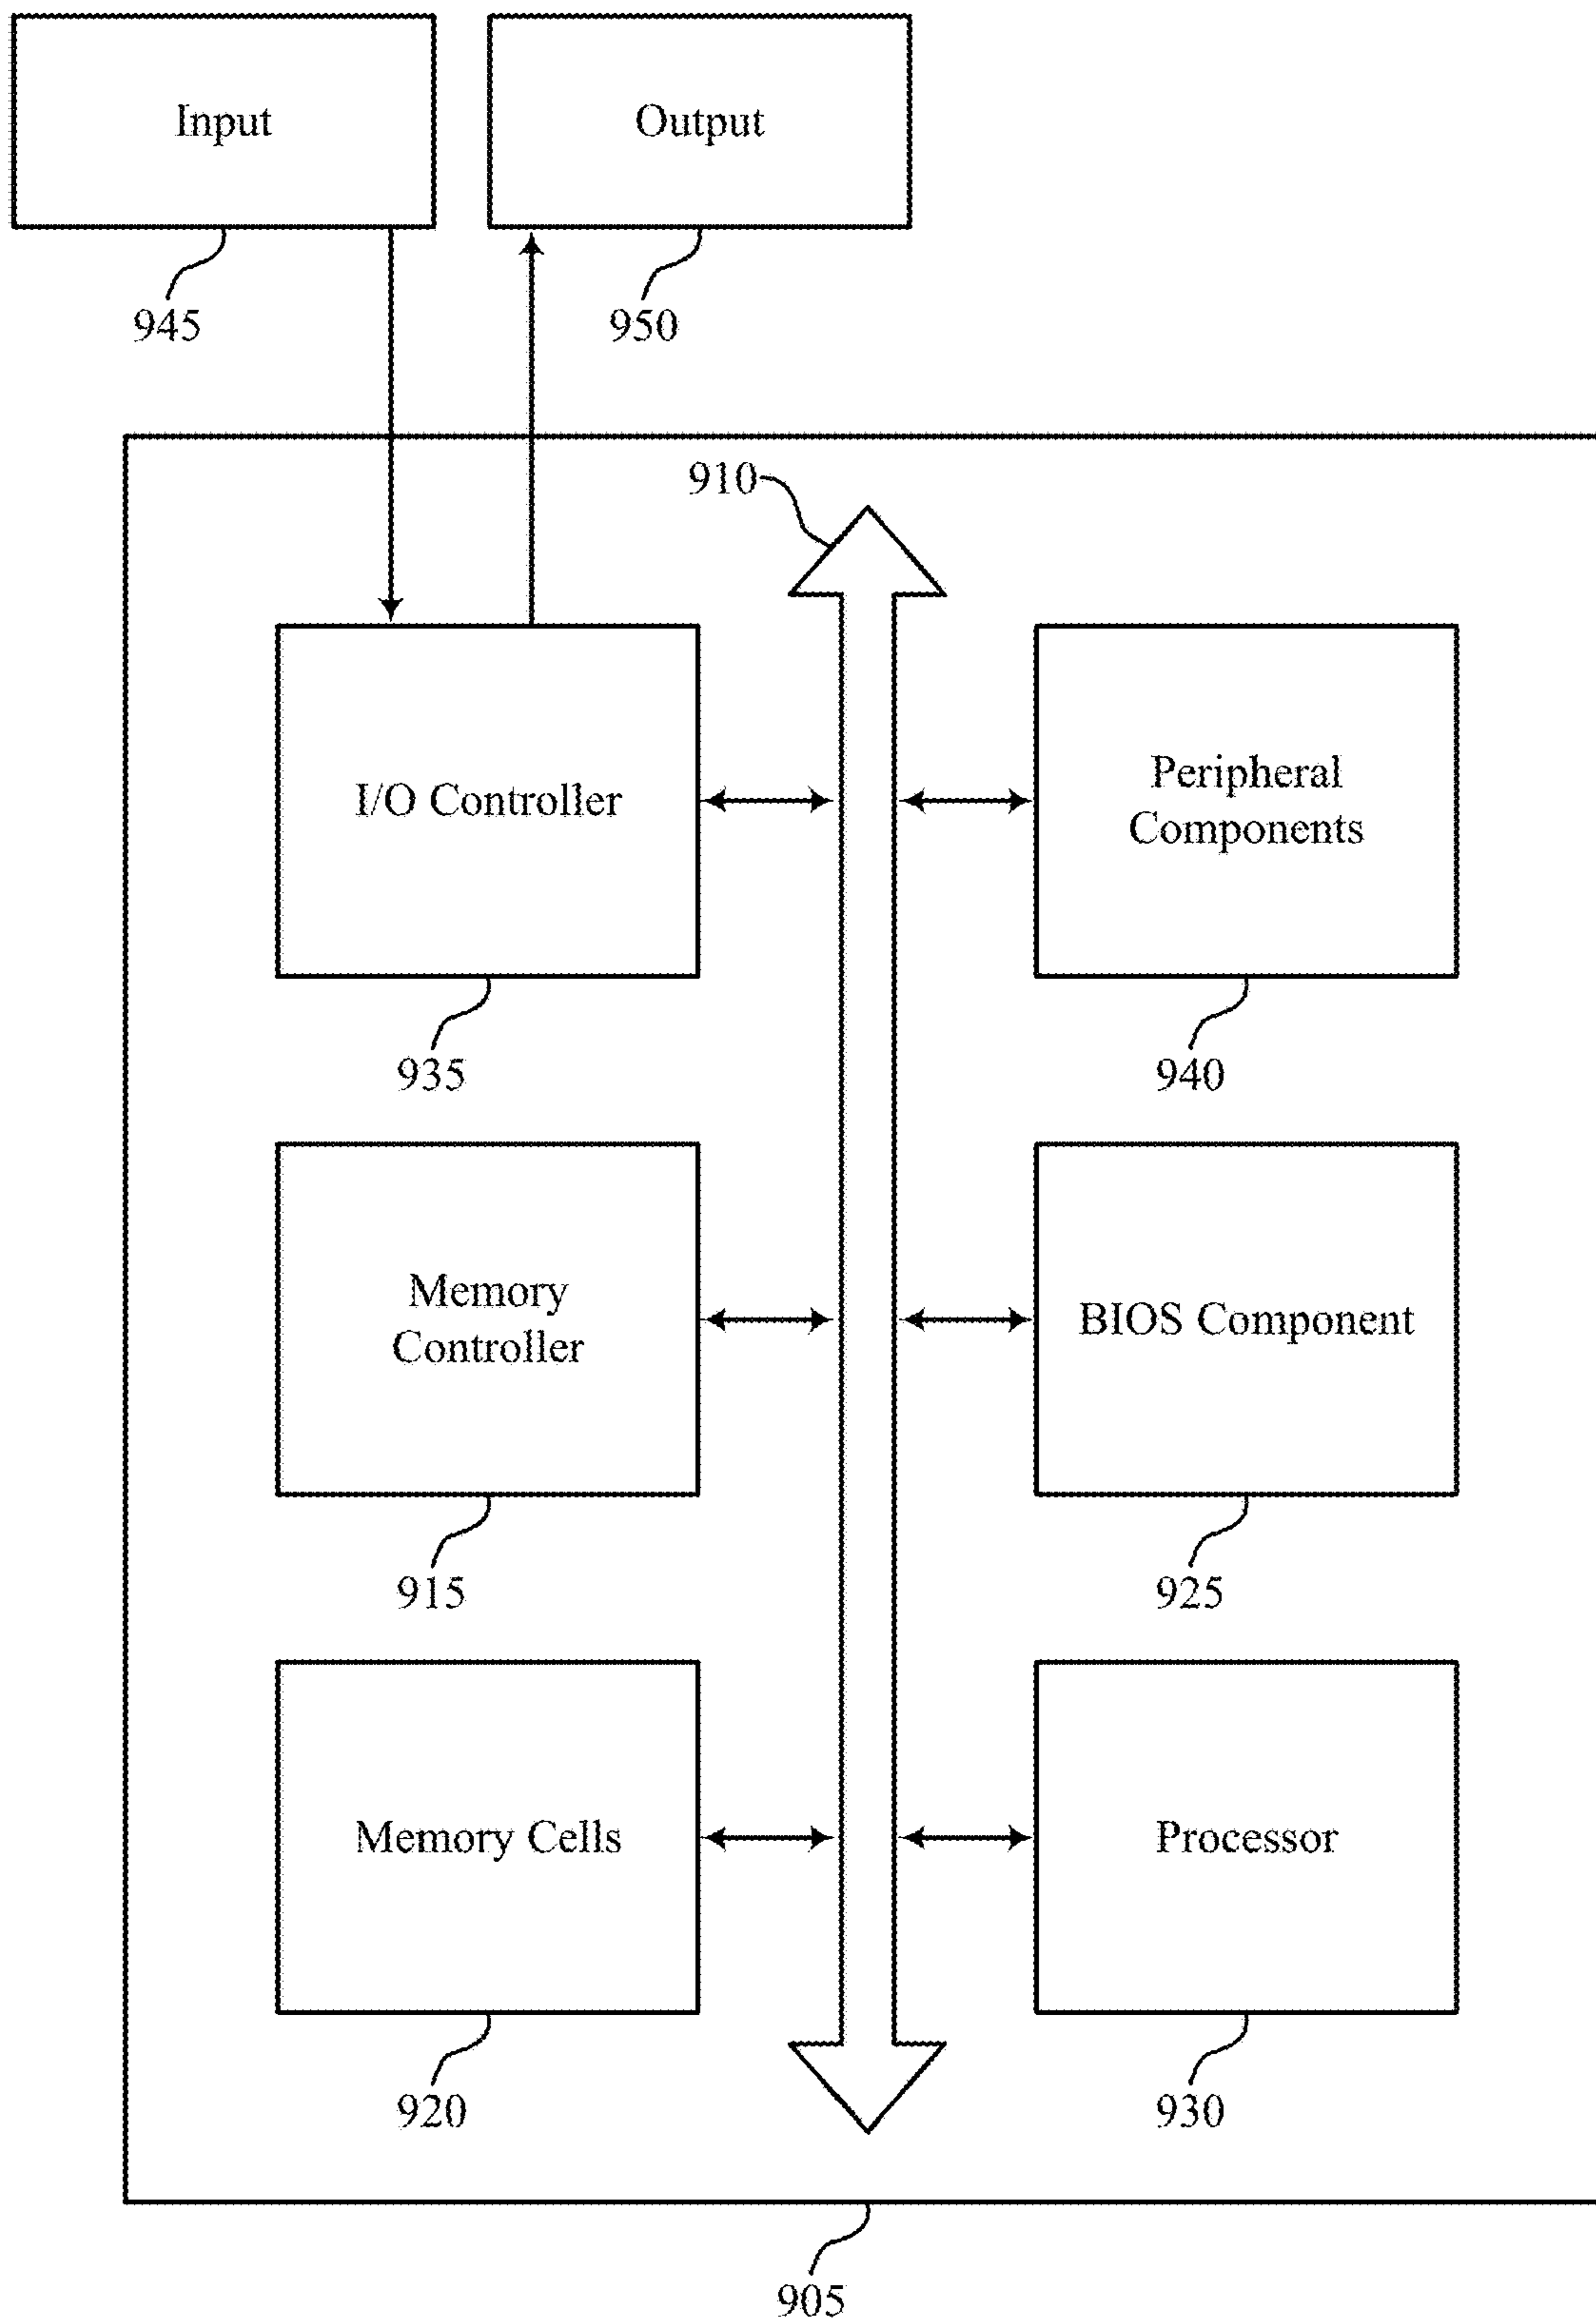 Input
Output
945
950
910
I/O Controller
Peripheral
Components
935
940
Memory
Controller
BIOS Component
915
925
Memory Cells
Processor
920
930
905